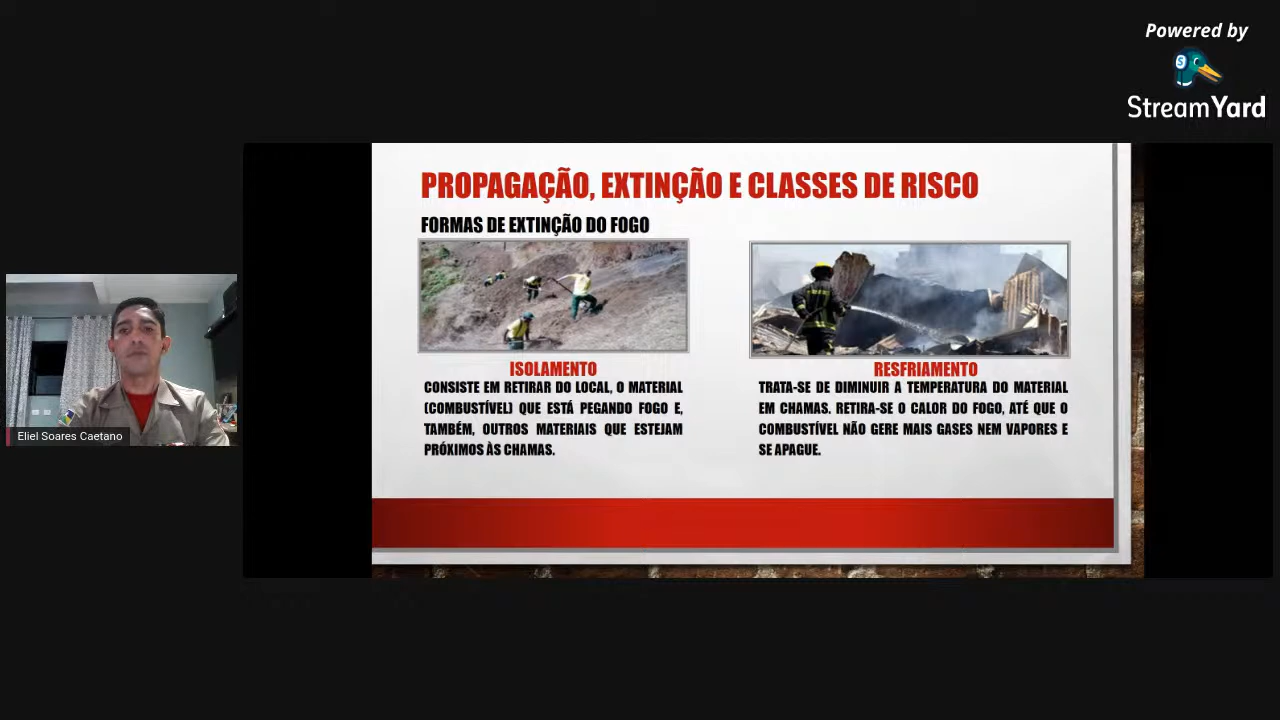 Powered by
StreamYard
PROPAGAÇÃO, EXTINÇÃO E CLASSES DE RISCO
FORMAS DE EXTINÇÃO DO FOGO
ISOLAMENTO
CONSISTE EM RETIRAR DO LOCAL, O MATERIAL
(COMBUSTÍVEL) QUE ESTÁ PEGANDO FOGO E,
TAMBÉM, OUTROS MATERIAIS QUE ESTEJAM
PRÓXIMOS ÀS CHAMAS.
RESFRIAMENTO
TRATA-SE DE DIMINUIR A TEMPERATURA DO MATERIAL
EM CHAMAS. RETIRA-SE O CALOR DO FOGO, ATÉ QUE O
COMBUSTÍVEL NÃO GERE MAIS GASES NEM VAPORES E
SE APAGUE.
Eliel Soares Caetano